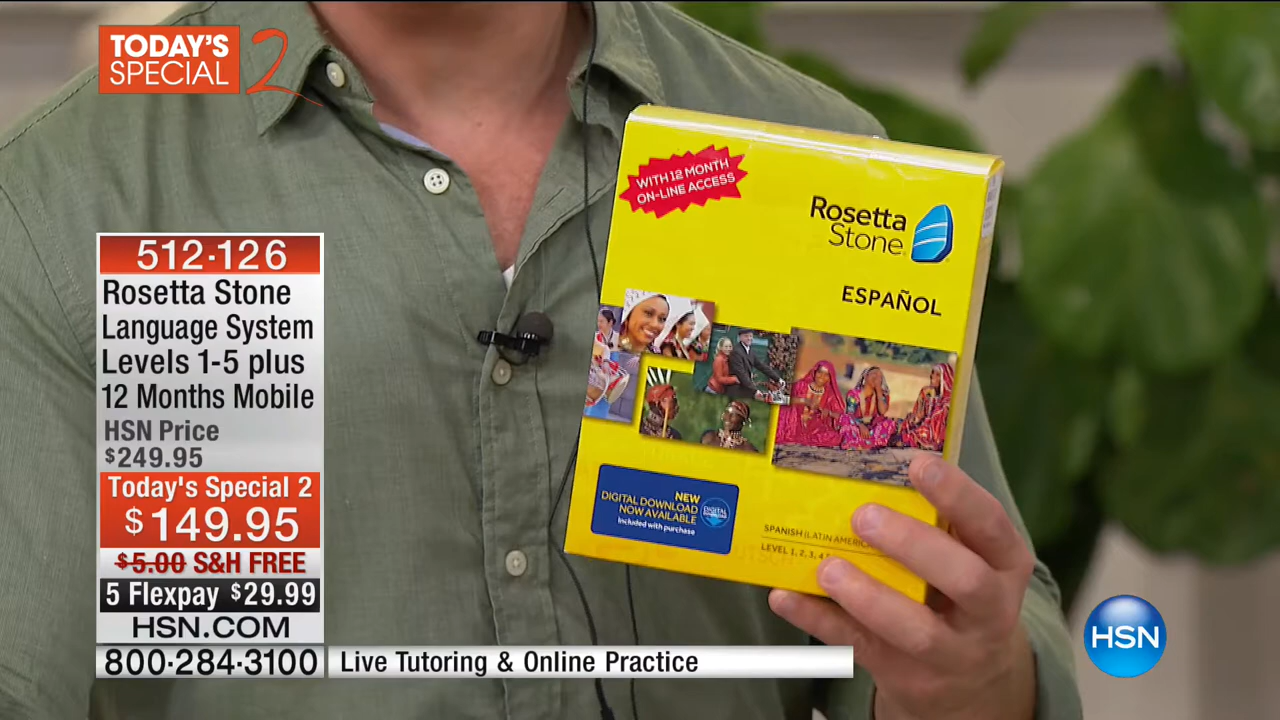 TODAY'S
SPECIAL 2
512-126
Rosetta Stone
Language System
Levels 1-5 plus
12 Months Mobile
HSN Price
$249.95
Today's Special 2
$149.95
$5.00 S&H FREE
5 Flexpay $29.99
HSN.COM
800-284-3100
Live Tutoring & Online Practice
WITH 12 MONTH
ON-LINE ACCESS
Rosetta
Stone
ESPAÑOL
NEW
DIGITAL DOWNLOAD
NOW AVAILABLE
Included with purchase
DIGITAL
SPANISH (LATIN AMERICA
LEVEL 1, 2, 3, 4
HSN